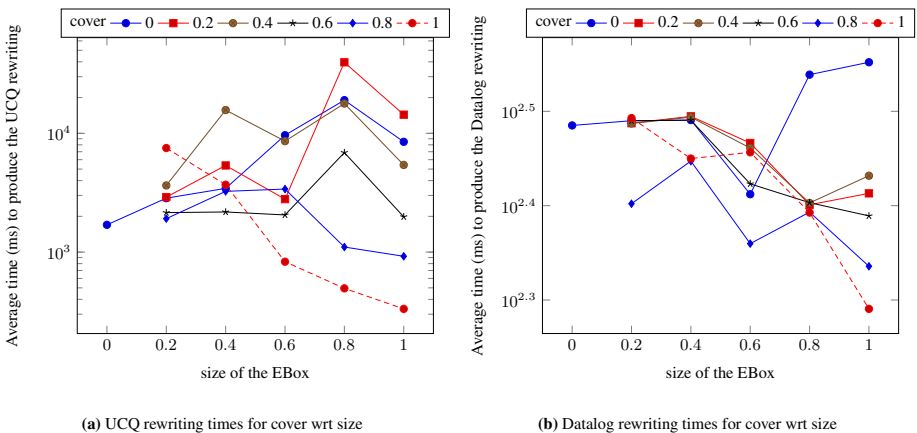 cover 0 0.2 0.4 0.6 0.8 1
Average time (ms) to produce the UCQ rewriting
10^4
10^3
0 0.2 0.4 0.6 0.8 1
size of the EBox
(a) UCQ rewriting times for cover wrt size
cover 0 0.2 0.4 0.6 0.8 1
Average time (ms) to produce the Datalog rewriting
10^2.5
10^2.4
10^2.3
0 0.2 0.4 0.6 0.8 1
size of the EBox
(b) Datalog rewriting times for cover wrt size